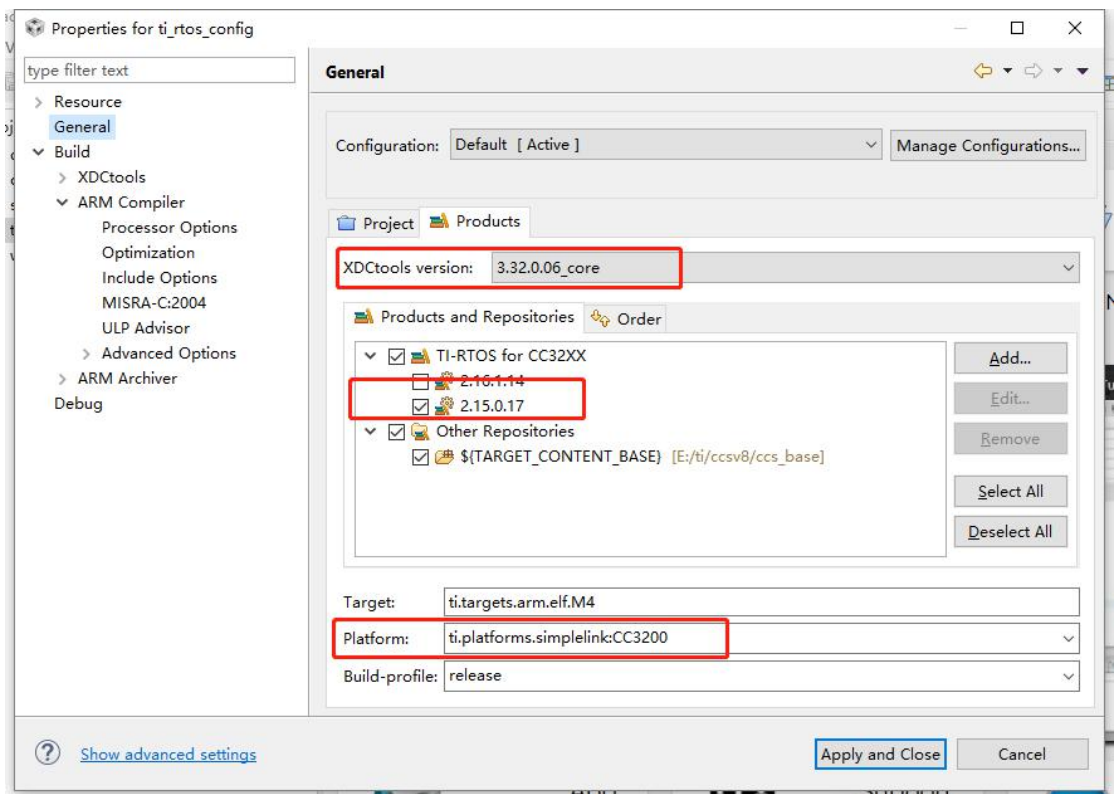 Properties for ti_rtos_config
type filter text
Resource
General
Build
XDCtools
ARM Compiler
Processor Options
Optimization
Include Options
MISRA-C:2004
ULP Advisor
Advanced Options
ARM Archiver
Debug
General
Configuration: Default [ Active ] Manage Configurations...
Project Products
XDCtools version: 3.32.0.06_core
Products and Repositories Order
TI-RTOS for CC32XX
2.16.1.14
2.15.0.17
Other Repositories
${TARGET_CONTENT_BASE} [E:/ti/ccsv8/ccs_base]
Add...
Edit...
Remove
Select All
Deselect All
Target: ti.targets.arm.elf.M4
Platform: ti.platforms.simplelink:CC3200
Build-profile: release
Show advanced settings
Apply and Close Cancel